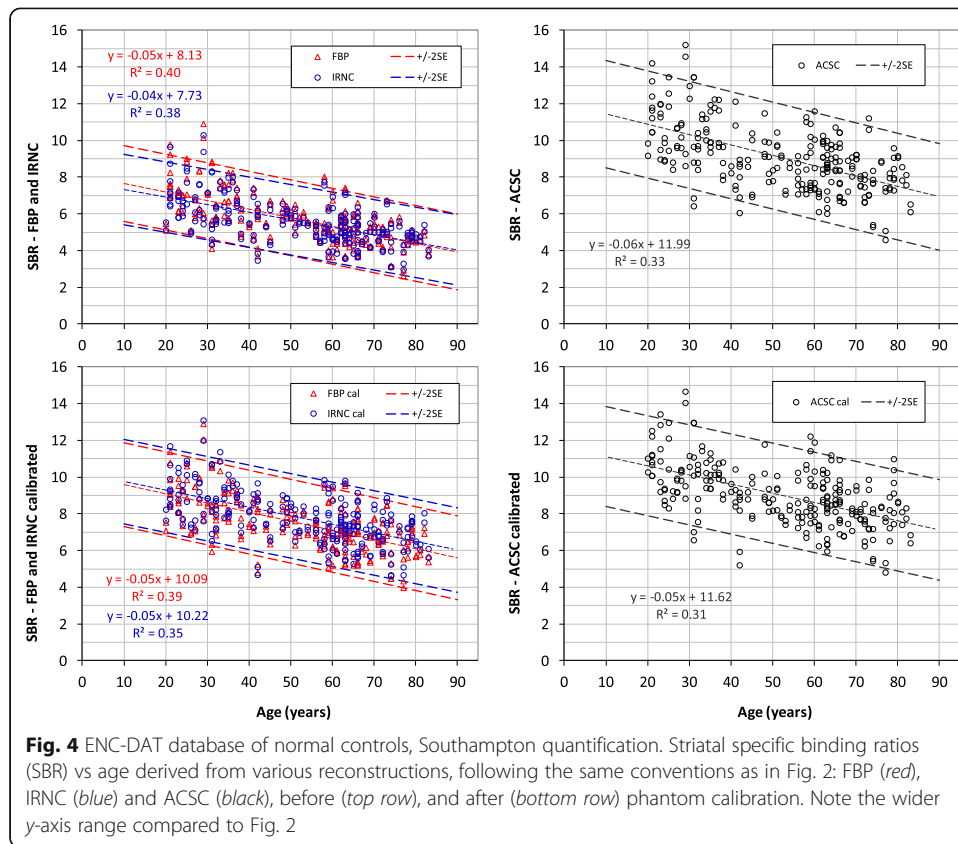 16
14
12
10
8
6
4
2
0
SBR - FBP and IRNC
y = -0.05x + 8.13
R² = 0.40
y = -0.04x + 7.73
R² = 0.38
FBP +/-2SE
IRNC +/-2SE
0 10 20 30 40 50 60 70 80 90
16
14
12
10
8
6
4
2
0
SBR - ACSC
ACSC +/-2SE
y = -0.06x + 11.99
R² = 0.33
0 10 20 30 40 50 60 70 80 90
16
14
12
10
8
6
4
2
0
SBR - FBP and IRNC calibrated
FBP cal +/-2SE
IRNC cal +/-2SE
y = -0.05x + 10.09
R² = 0.39
y = -0.05x + 10.22
R² = 0.35
0 10 20 30 40 50 60 70 80 90
Age (years)
16
14
12
10
8
6
4
2
0
SBR - ACSC calibrated
ACSC cal +/-2SE
y = -0.05x + 11.62
R² = 0.31
0 10 20 30 40 50 60 70 80 90
Age (years)
Fig. 4 ENC-DAT database of normal controls, Southampton quantification. Striatal specific binding ratios
(SBR) vs age derived from various reconstructions, following the same conventions as in Fig. 2: FBP (red),
IRNC (blue) and ACSC (black), before (top row), and after (bottom row) phantom calibration. Note the wider
y-axis range compared to Fig. 2